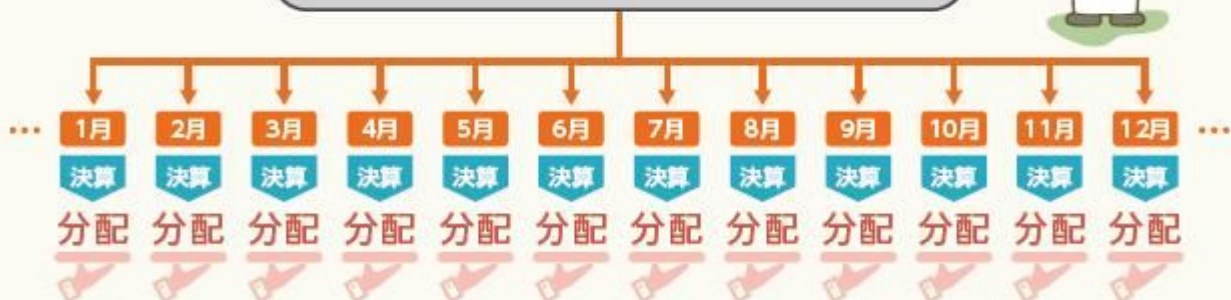 … 1月 2月 3月 4月 5月 6月 7月 8月 9月 10月 11月 12月 …
決算 決算 決算 決算 決算 決算 決算 決算 決算 決算 決算 決算
分配 分配 分配 分配 分配 分配 分配 分配 分配 分配 分配 分配